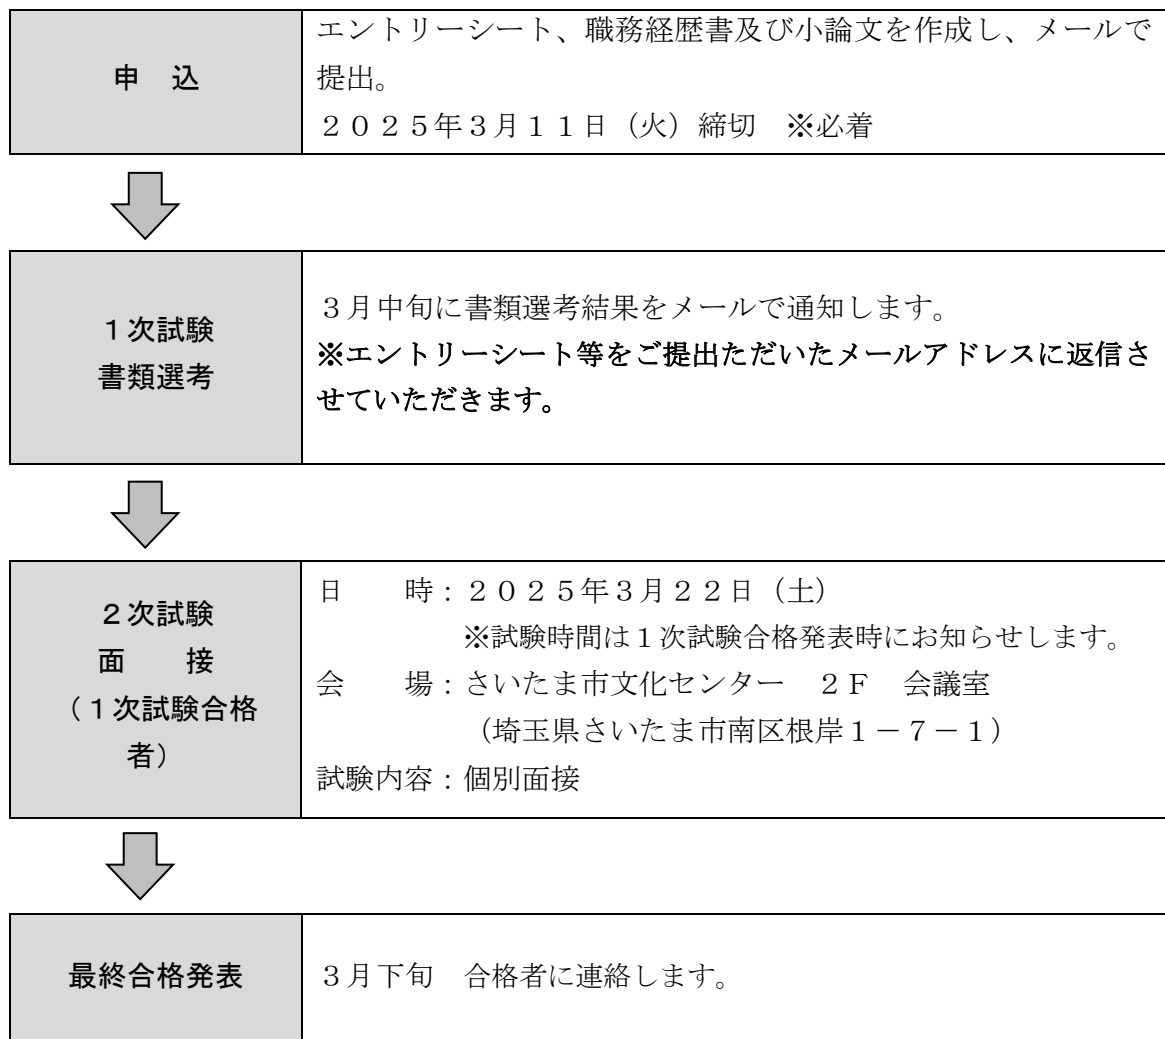 申　込
エントリーシート、職務経歴書及び小論文を作成し、メールで
提出。
２０２５年３月１１日（火）締切　※必着
１次試験
書類選考
３月中旬に書類選考結果をメールで通知します。
※エントリーシート等をご提出ただいたメールアドレスに返信さ
せていただきます。
２次試験
面　　接
（１次試験合格
者）
日　　時：２０２５年３月２２日（土）
※試験時間は１次試験合格発表時にお知らせします。
会　　場：さいたま市文化センター　２Ｆ　会議室
（埼玉県さいたま市南区根岸１－７－１）
試験内容：個別面接
最終合格発表
３月下旬　合格者に連絡します。